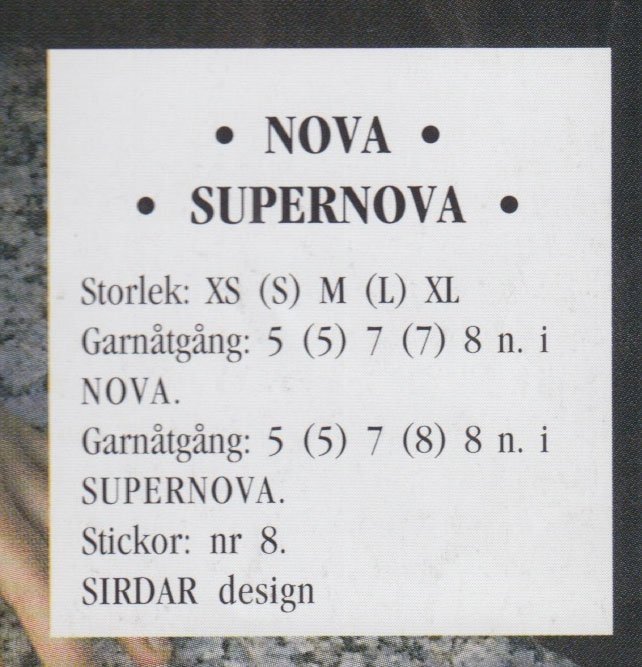 • NOVA •
• SUPERNOVA •
Storlek: XS (S) M (L) XL
Garnåtgång: 5 (5) 7 (7) 8 n. i
NOVA.
Garnåtgång: 5 (5) 7 (8) 8 n. i
SUPERNOVA.
Stickor: nr 8.
SIRDAR design